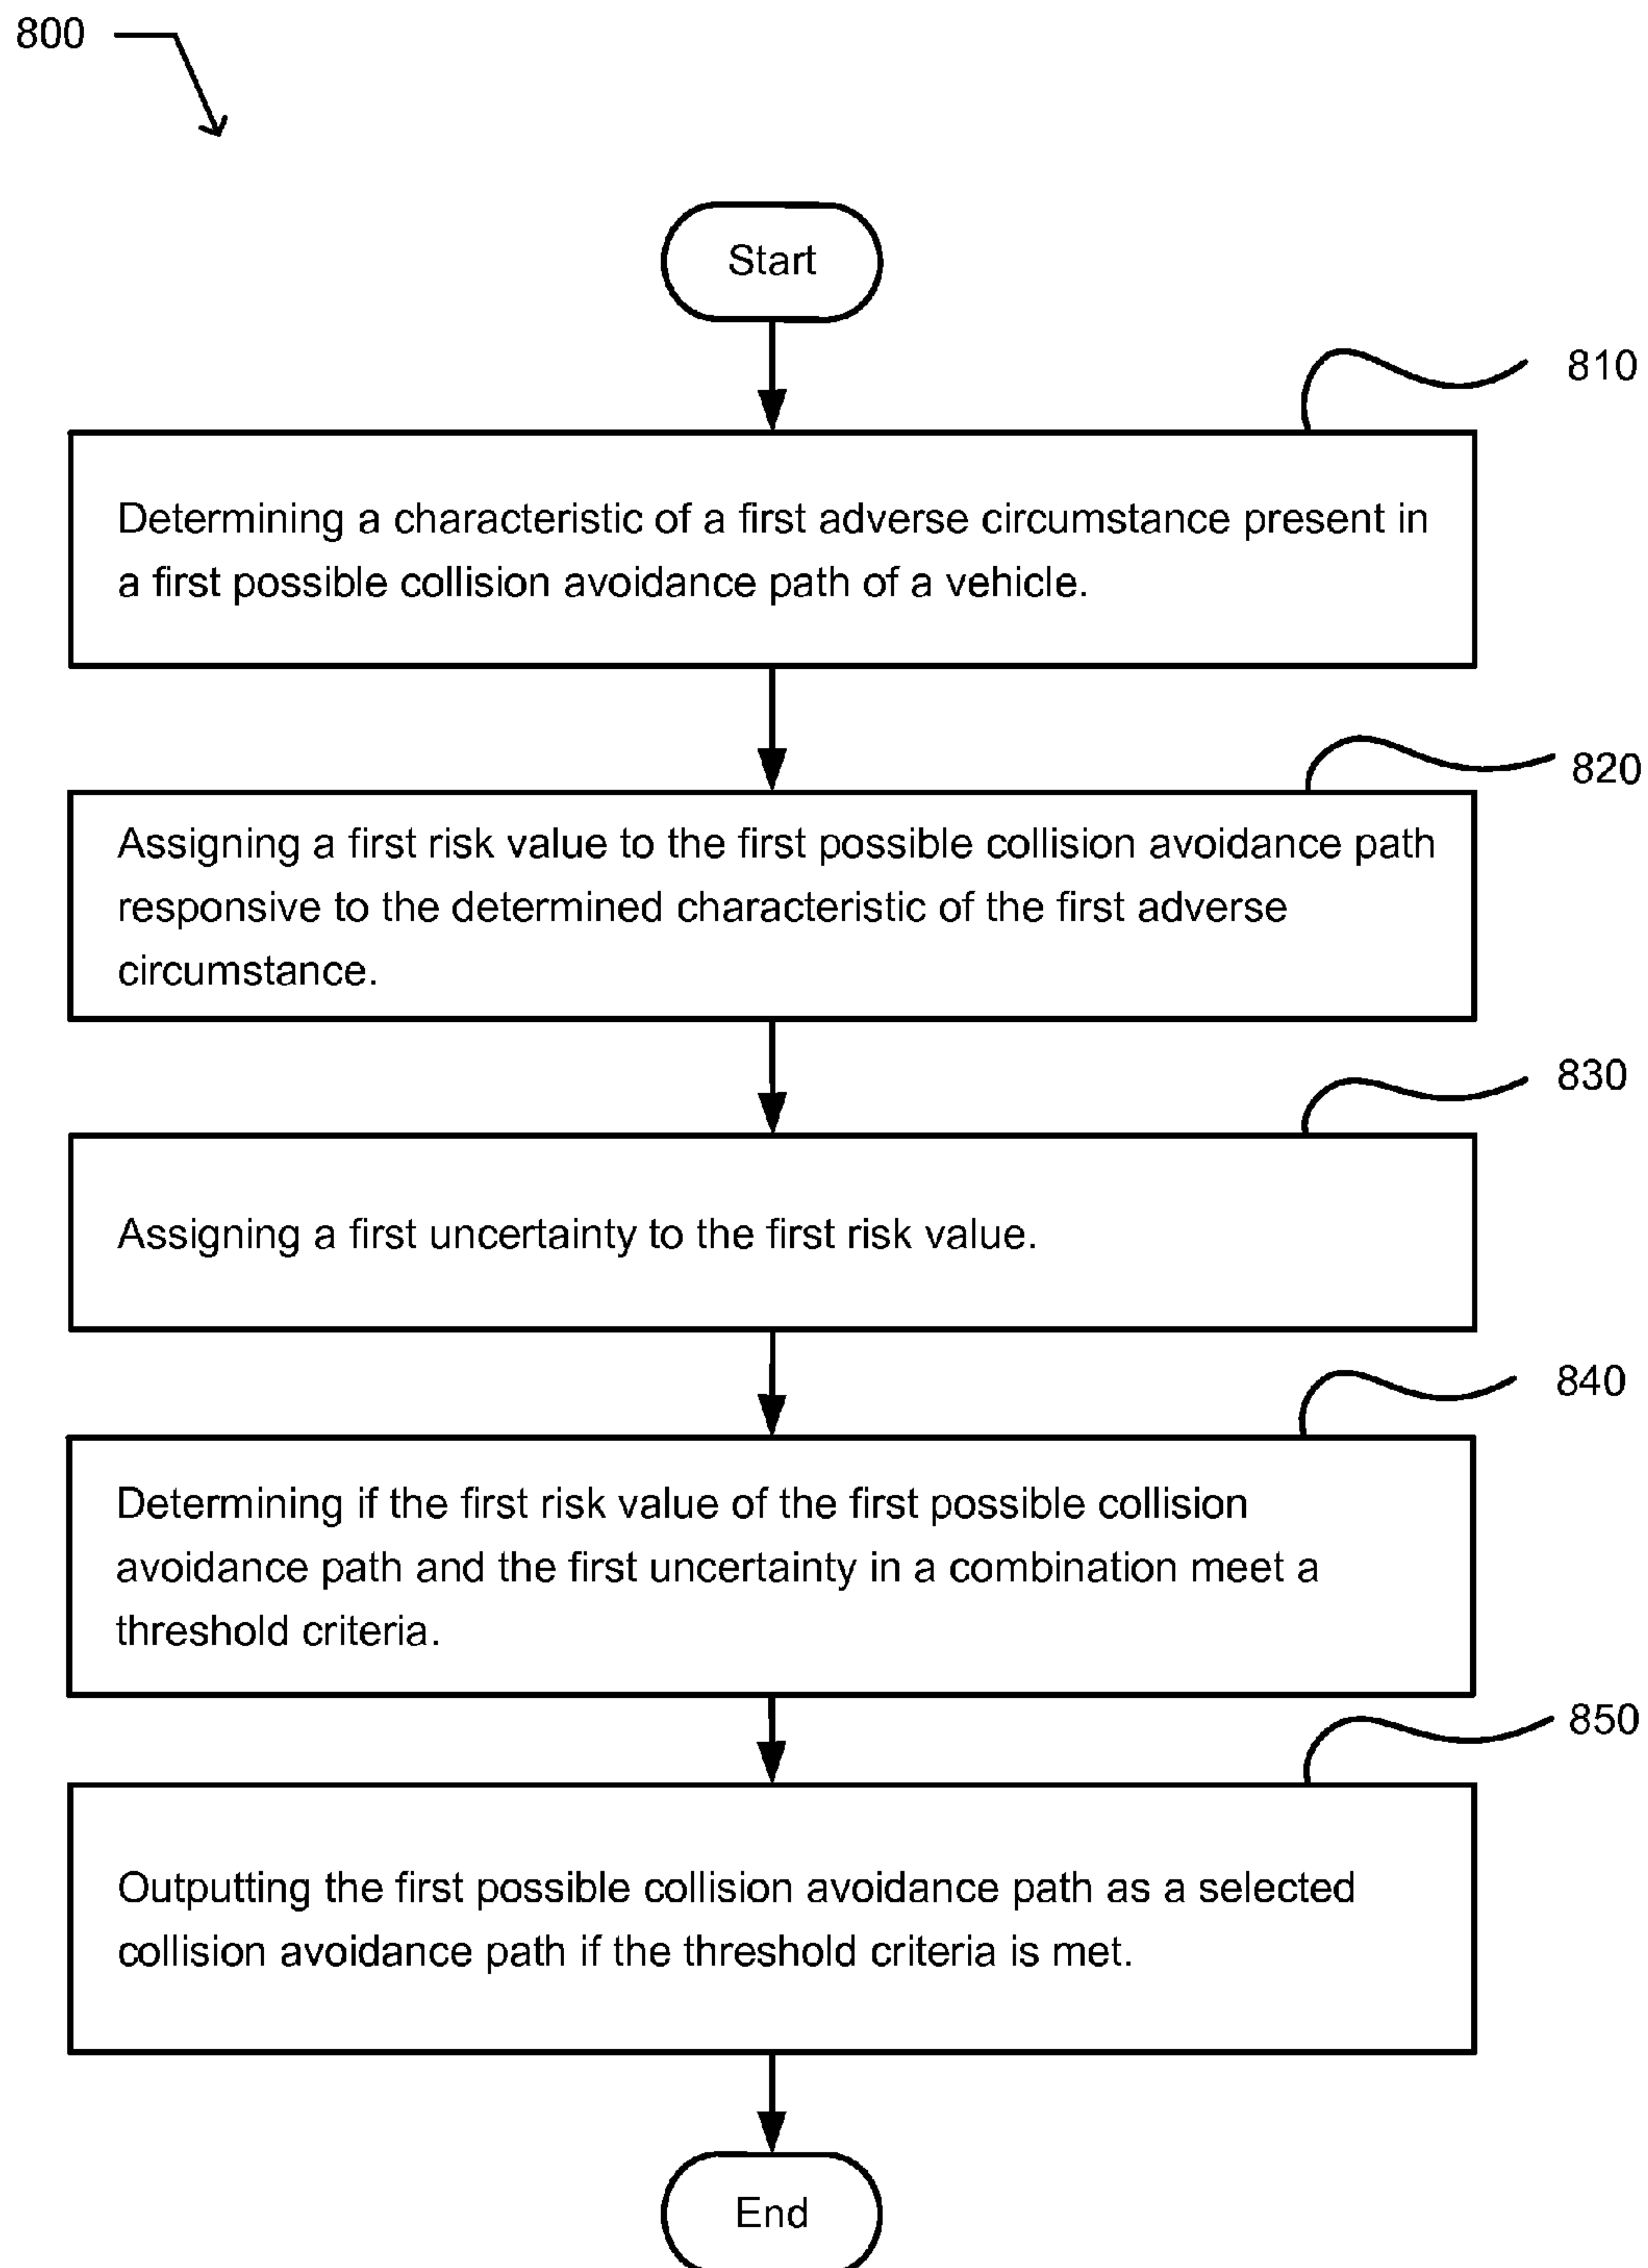 800
Start
810
Determining a characteristic of a first adverse circumstance present in
a first possible collision avoidance path of a vehicle.
820
Assigning a first risk value to the first possible collision avoidance path
responsive to the determined characteristic of the first adverse
circumstance.
830
Assigning a first uncertainty to the first risk value.
840
Determining if the first risk value of the first possible collision
avoidance path and the first uncertainty in a combination meet a
threshold criteria.
850
Outputting the first possible collision avoidance path as a selected
collision avoidance path if the threshold criteria is met.
End